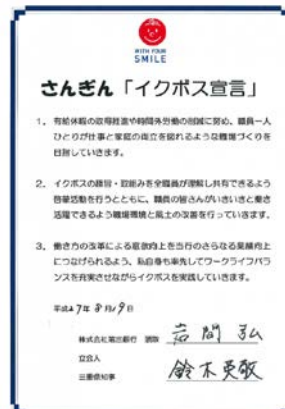 WITH YOUR
SMILE
さんぎん「イクボス宣言」
1. 有給休暇の取得推進や時間外労働の削減に努め、職員一人
ひとりが仕事と家庭の両立を図れるような職場づくりを
目指していきます。
2. イクボスの趣旨・取組みを全職員が理解し共有できるよう
啓蒙活動を行うとともに、職員の皆さんがいきいきと働き
活躍できるよう職場環境と風土の改善を行っていきます。
3. 働き方の改革による意欲向上を当行のさらなる業績向上
につなげられるよう、私自身も率先してワークライフバラ
ンスを充実させながらイクボスを実践していきます。
平成27年8月19日
株式会社第三銀行 頭取 岩間 弘
立会人
三重県知事 鈴木英敬